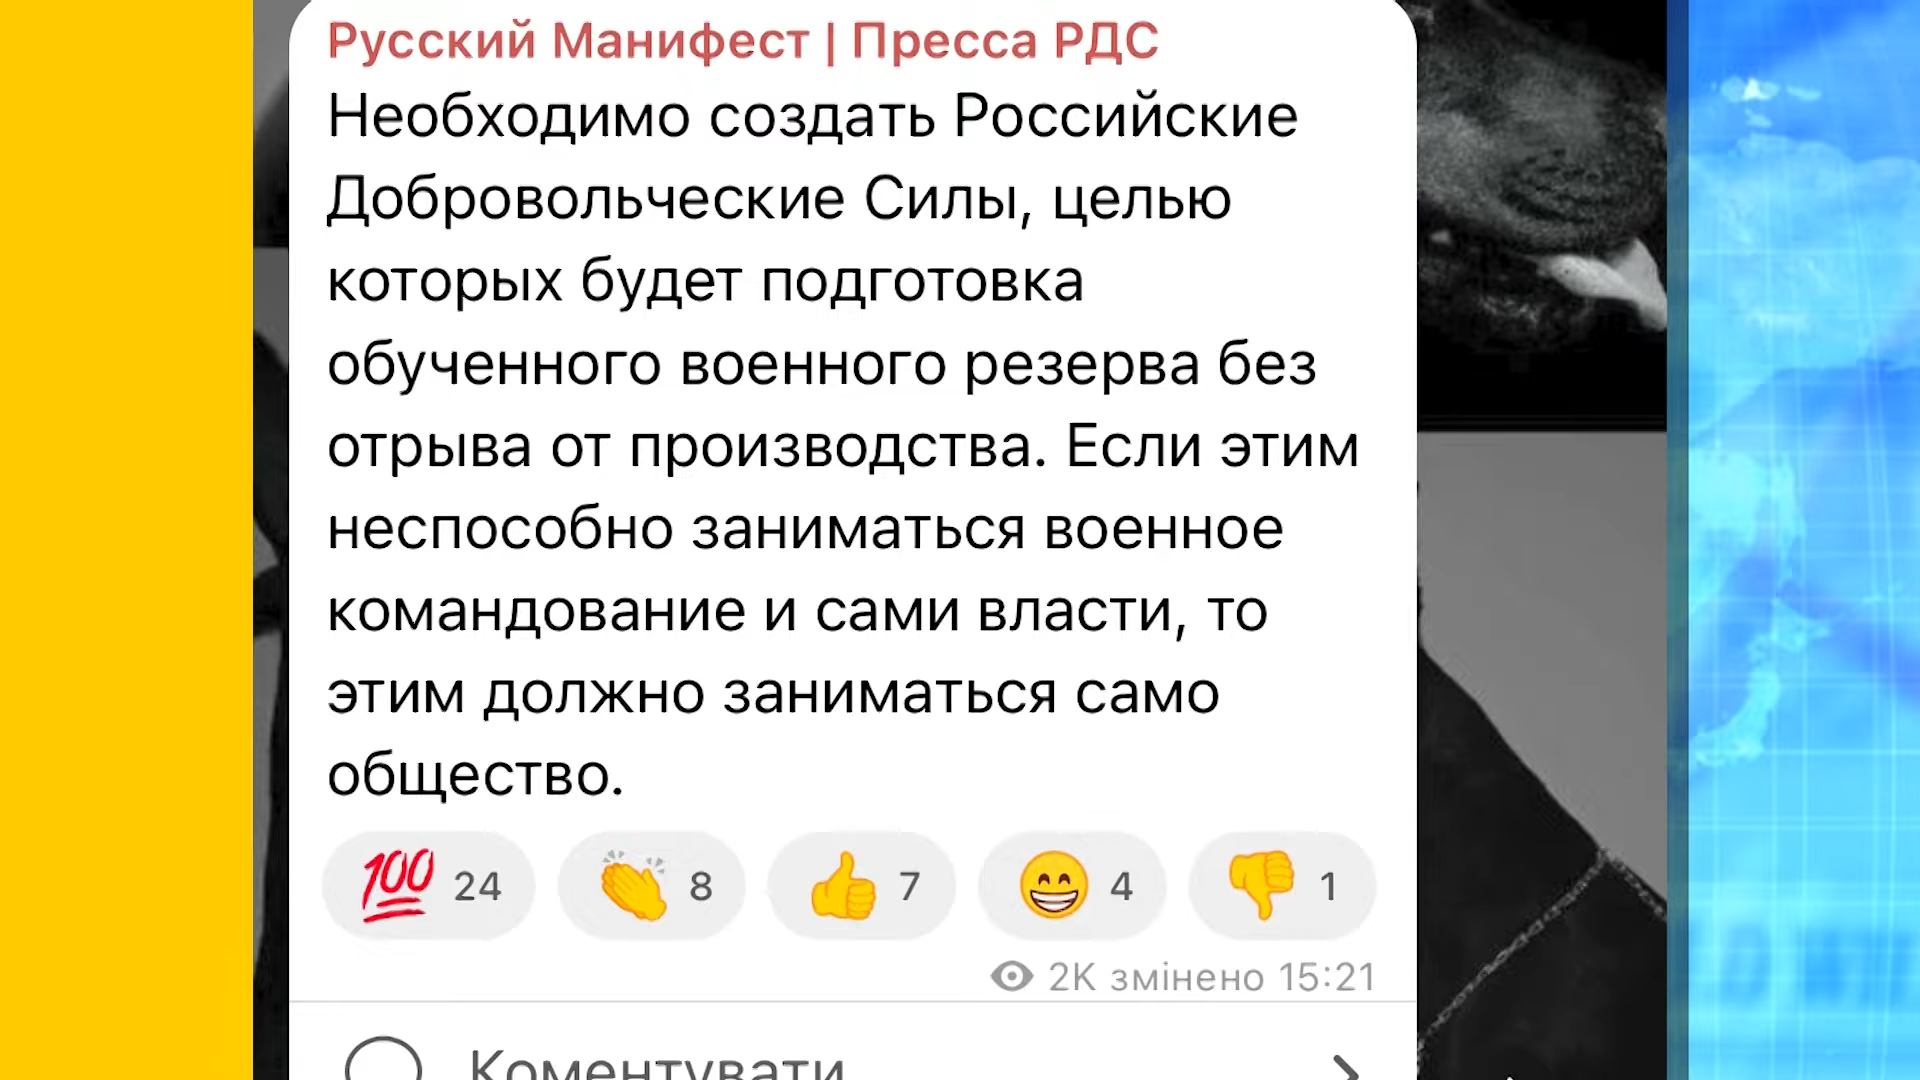 Русский Манифест | Пресса РДС
Необходимо создать Российские
Добровольческие Силы, целью
которых будет подготовка
обученного военного резерва без
отрыва от производства. Если этим
неспособно заниматься военное
командование и сами власти, то
этим должно заниматься само
общество.
💯 24 👏 8 👍 7 😁 4 👎 1
2K змінено 15:21
Коментувати